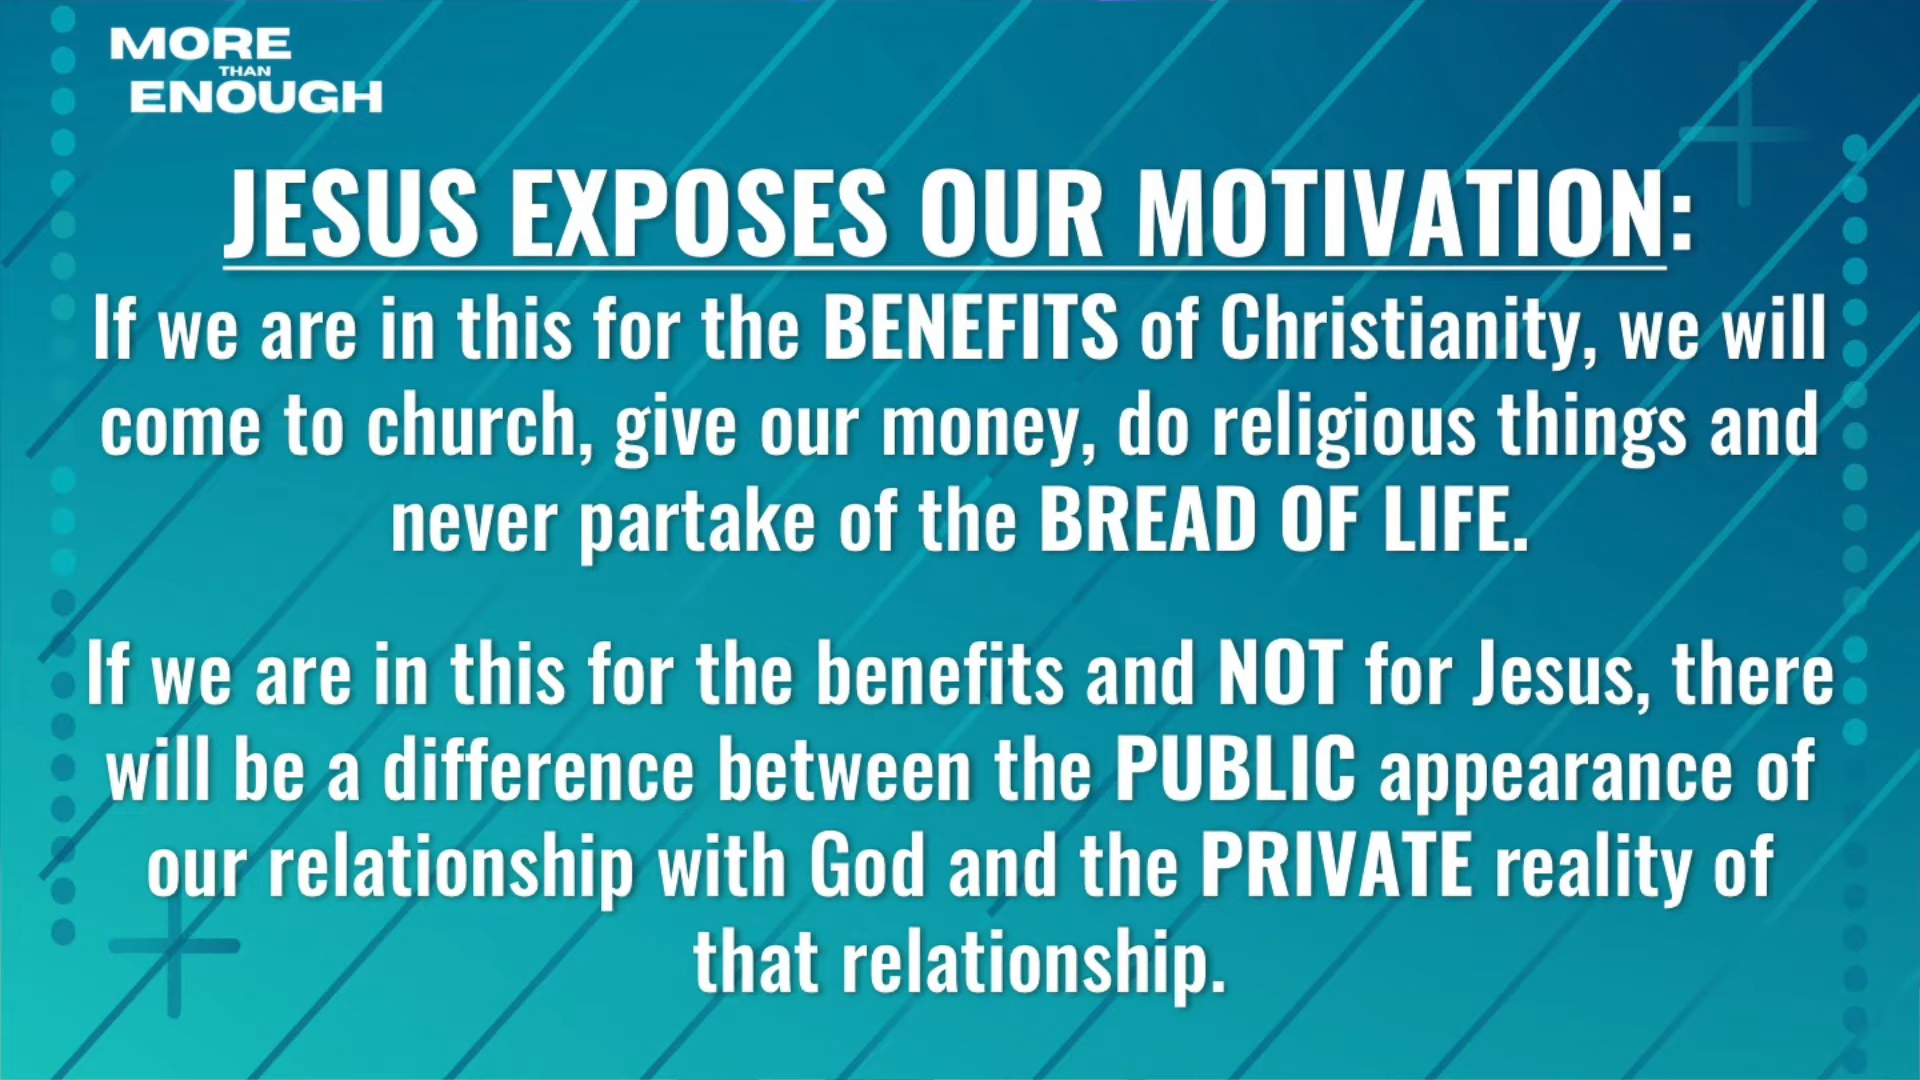 MORE
THAN
ENOUGH
JESUS EXPOSES OUR MOTIVATION:
If we are in this for the BENEFITS of Christianity, we will
come to church, give our money, do religious things and
never partake of the BREAD OF LIFE.
If we are in this for the benefits and NOT for Jesus, there
will be a difference between the PUBLIC appearance of
our relationship with God and the PRIVATE reality of
that relationship.